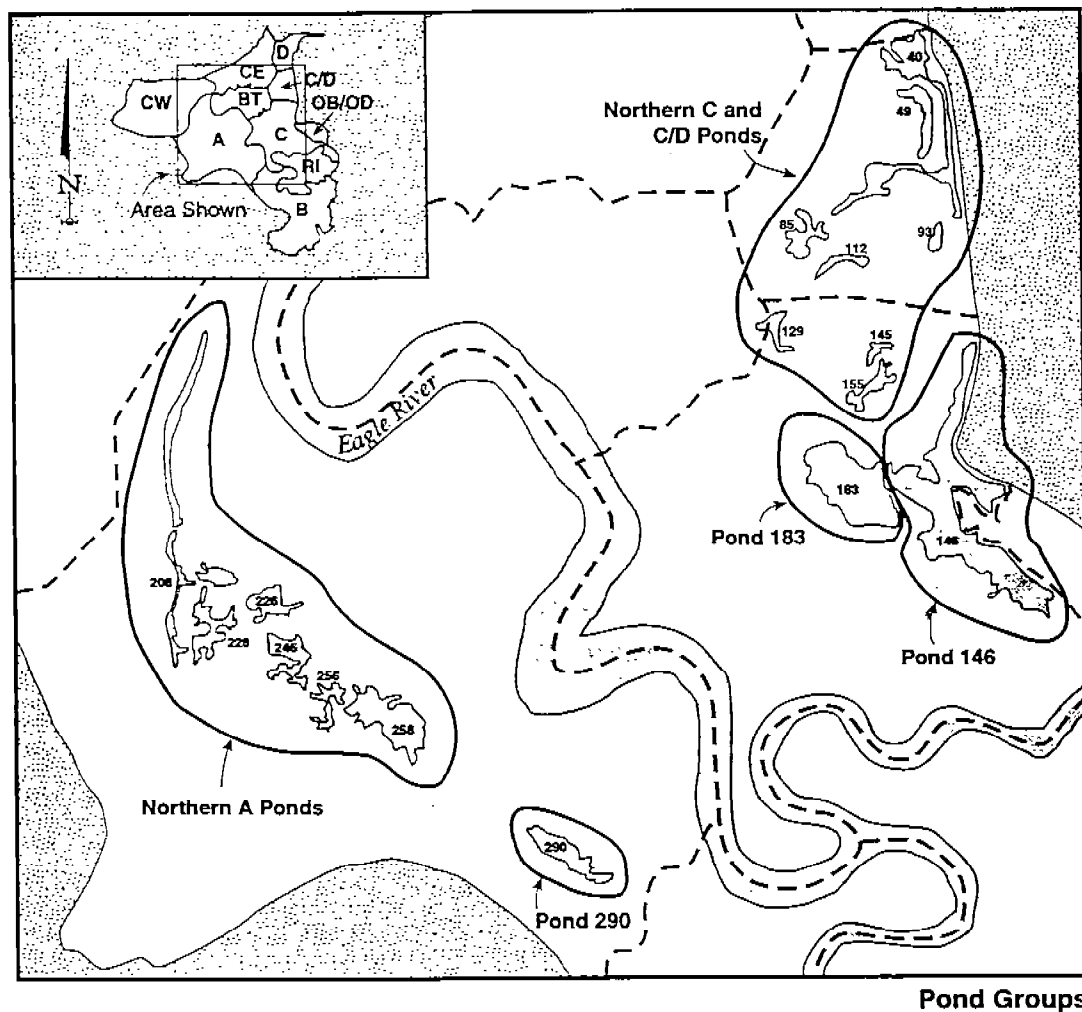 D
CE
C/D
CW
BT
OB/OD
A
C
RI
N
Area Shown
B
40
Northern C and
C/D Ponds
49
85
93
112
129
145
155
Eagle River
183
Pond 183
146
Pond 146
208
226
228
246
256
258
Northern A Ponds
290
Pond 290
Pond Groups